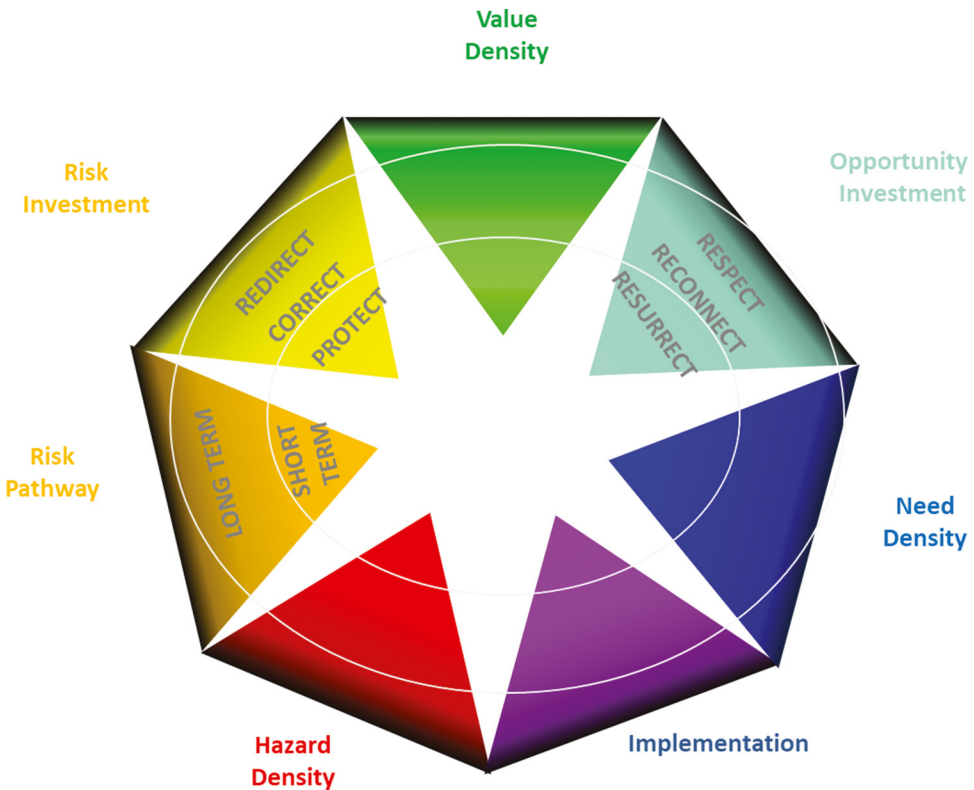 Value
Density
Risk
Investment
Opportunity
Investment
REDIRECT
CORRECT
PROTECT
RESPECT
RECONNECT
RESURRECT
Risk
Pathway
LONG TERM
SHORT
TERM
Need
Density
Hazard
Density
Implementation